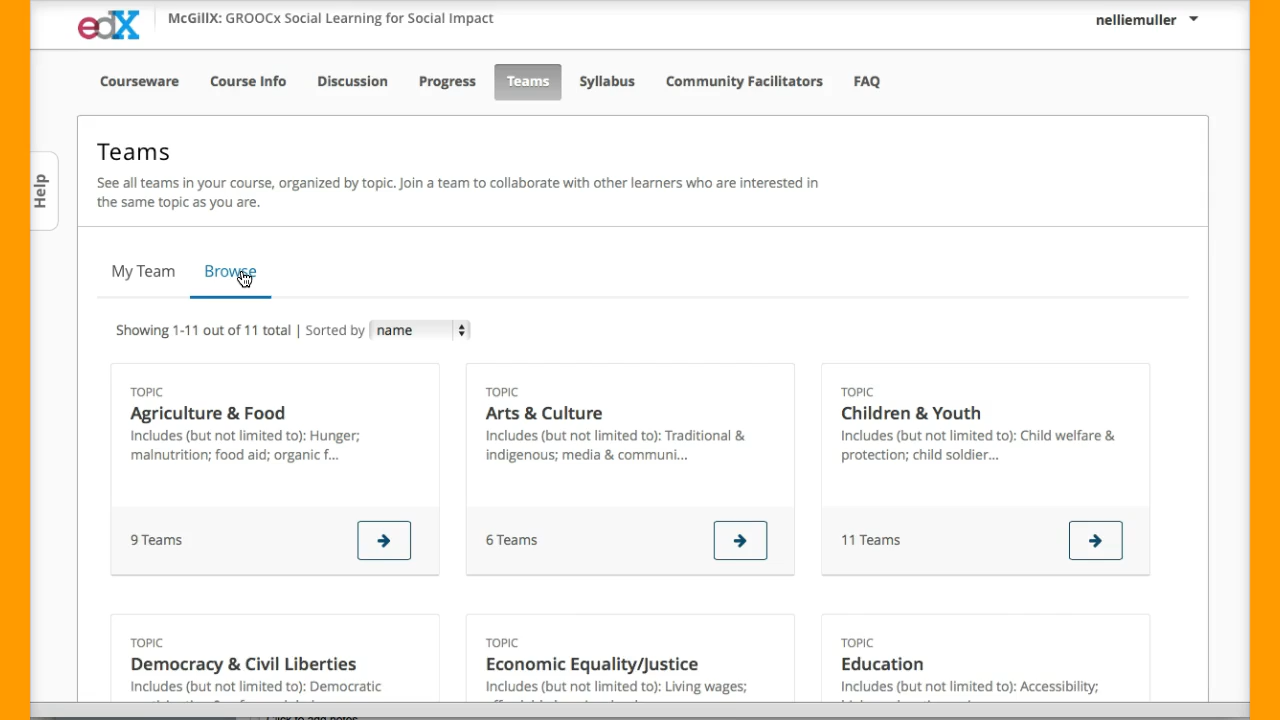 edX
McGillX: GROOCx Social Learning for Social Impact
nelliemuller
Courseware
Course Info
Discussion
Progress
Teams
Syllabus
Community Facilitators
FAQ
Help
Teams
See all teams in your course, organized by topic. Join a team to collaborate with other learners who are interested in
the same topic as you are.
My Team
Browse
Showing 1-11 out of 11 total | Sorted by name
TOPIC
Agriculture & Food
Includes (but not limited to): Hunger;
malnutrition; food aid; organic f...
9 Teams
TOPIC
Arts & Culture
Includes (but not limited to): Traditional &
indigenous; media & communi...
6 Teams
TOPIC
Children & Youth
Includes (but not limited to): Child welfare &
protection; child soldier...
11 Teams
TOPIC
Democracy & Civil Liberties
Includes (but not limited to): Democratic
TOPIC
Economic Equality/Justice
Includes (but not limited to): Living wages;
TOPIC
Education
Includes (but not limited to): Accessibility;